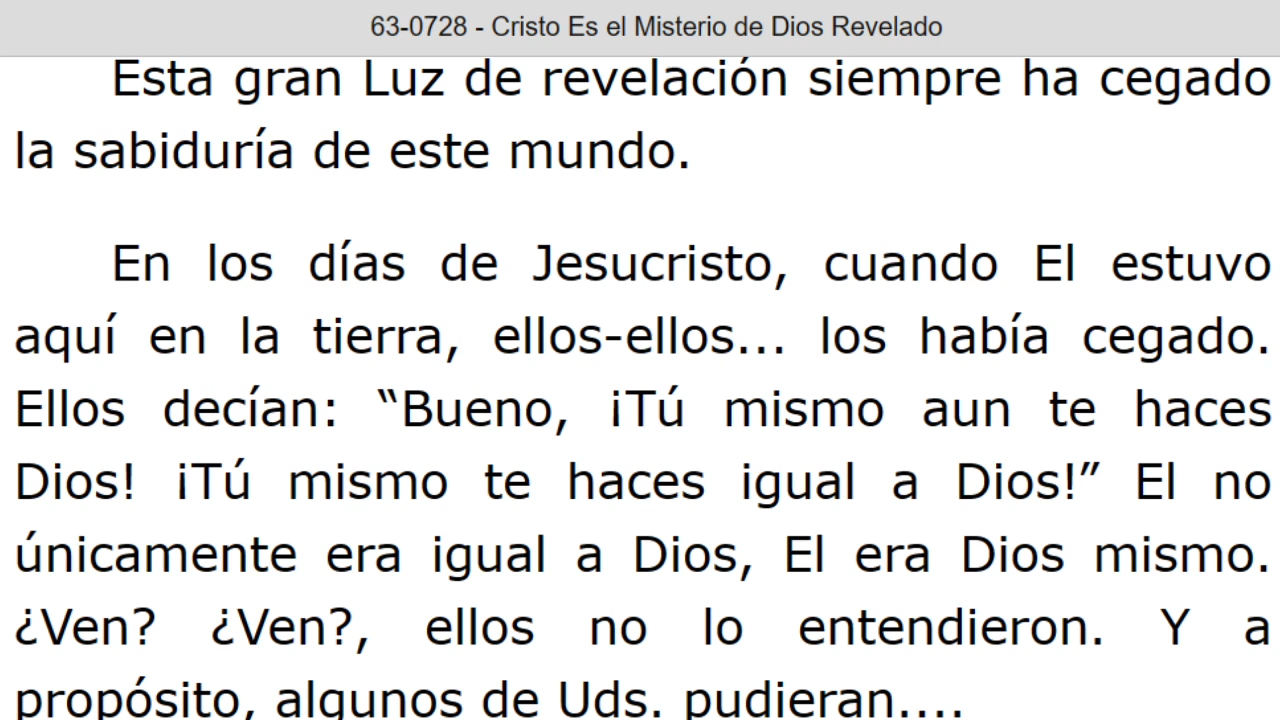 63-0728 - Cristo Es el Misterio de Dios Revelado
Esta gran Luz de revelación siempre ha cegado
la sabiduría de este mundo.
En los días de Jesucristo, cuando El estuvo
aquí en la tierra, ellos-ellos... los había cegado.
Ellos decían: “Bueno, ¡Tú mismo aun te haces
Dios! ¡Tú mismo te haces igual a Dios!” El no
únicamente era igual a Dios, El era Dios mismo.
¿Ven? ¿Ven?, ellos no lo entendieron. Y a
propósito, algunos de Uds. pudieran....